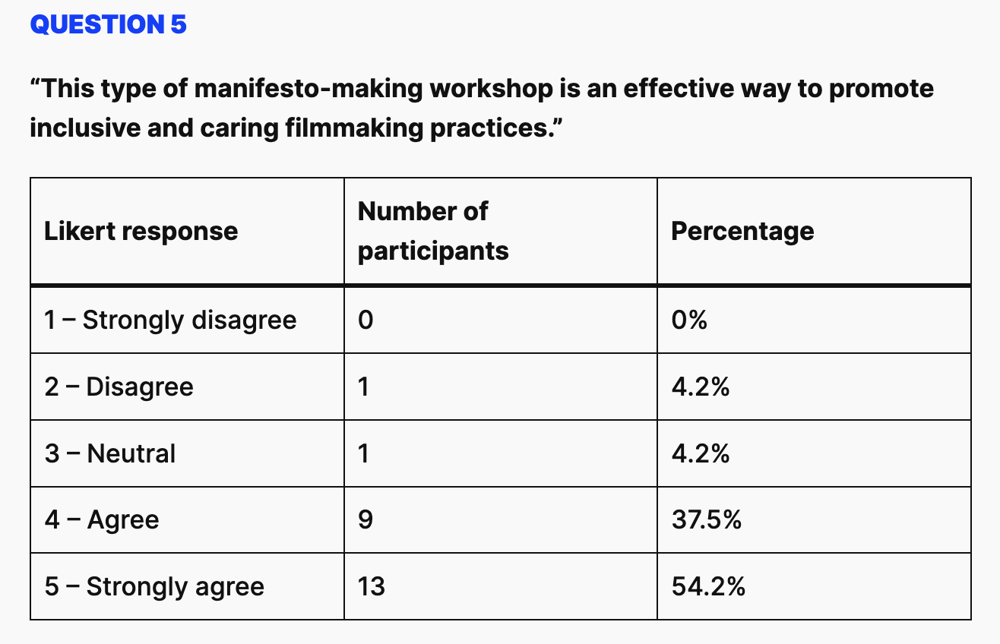 QUESTION 5
“This type of manifesto-making workshop is an effective way to promote
inclusive and caring filmmaking practices.”
Likert response Number of participants Percentage
1 – Strongly disagree 0 0%
2 – Disagree 1 4.2%
3 – Neutral 1 4.2%
4 – Agree 9 37.5%
5 – Strongly agree 13 54.2%